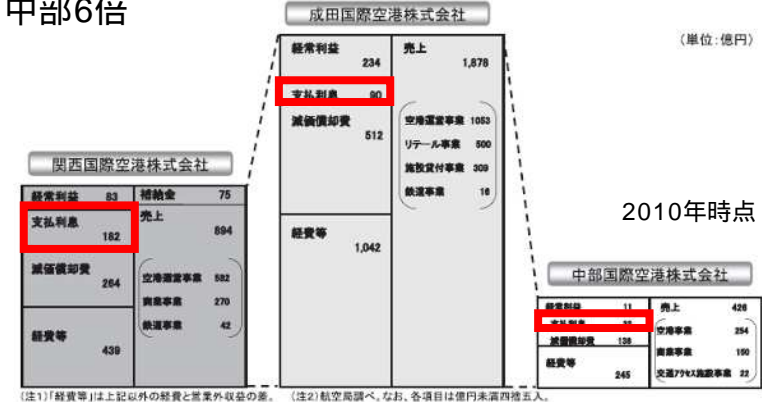 中部6倍
成田国際空港株式会社
(単位:億円)
経常利益 234
売上 1,878
支払利息 90
減価償却費 512
空港運営事業 1053
リテール事業 500
施設貸付事業 309
鉄道事業 16
経費等 1,042
関西国際空港株式会社
経常利益 83
補給金 75
支払利息 182
売上 894
減価償却費 264
空港運営事業 582
商業事業 270
鉄道事業 42
経費等 439
2010年時点
中部国際空港株式会社
経常利益 11
売上 426
支払利息
減価償却費 138
空港事業 254
商業事業 150
経費等 245
交通アクセス施設事業 22
(注1)「経費等」は上記以外の経費と営業外収益の差。 (注2)航空局調べ。なお、各項目は億円未満四捨五入。